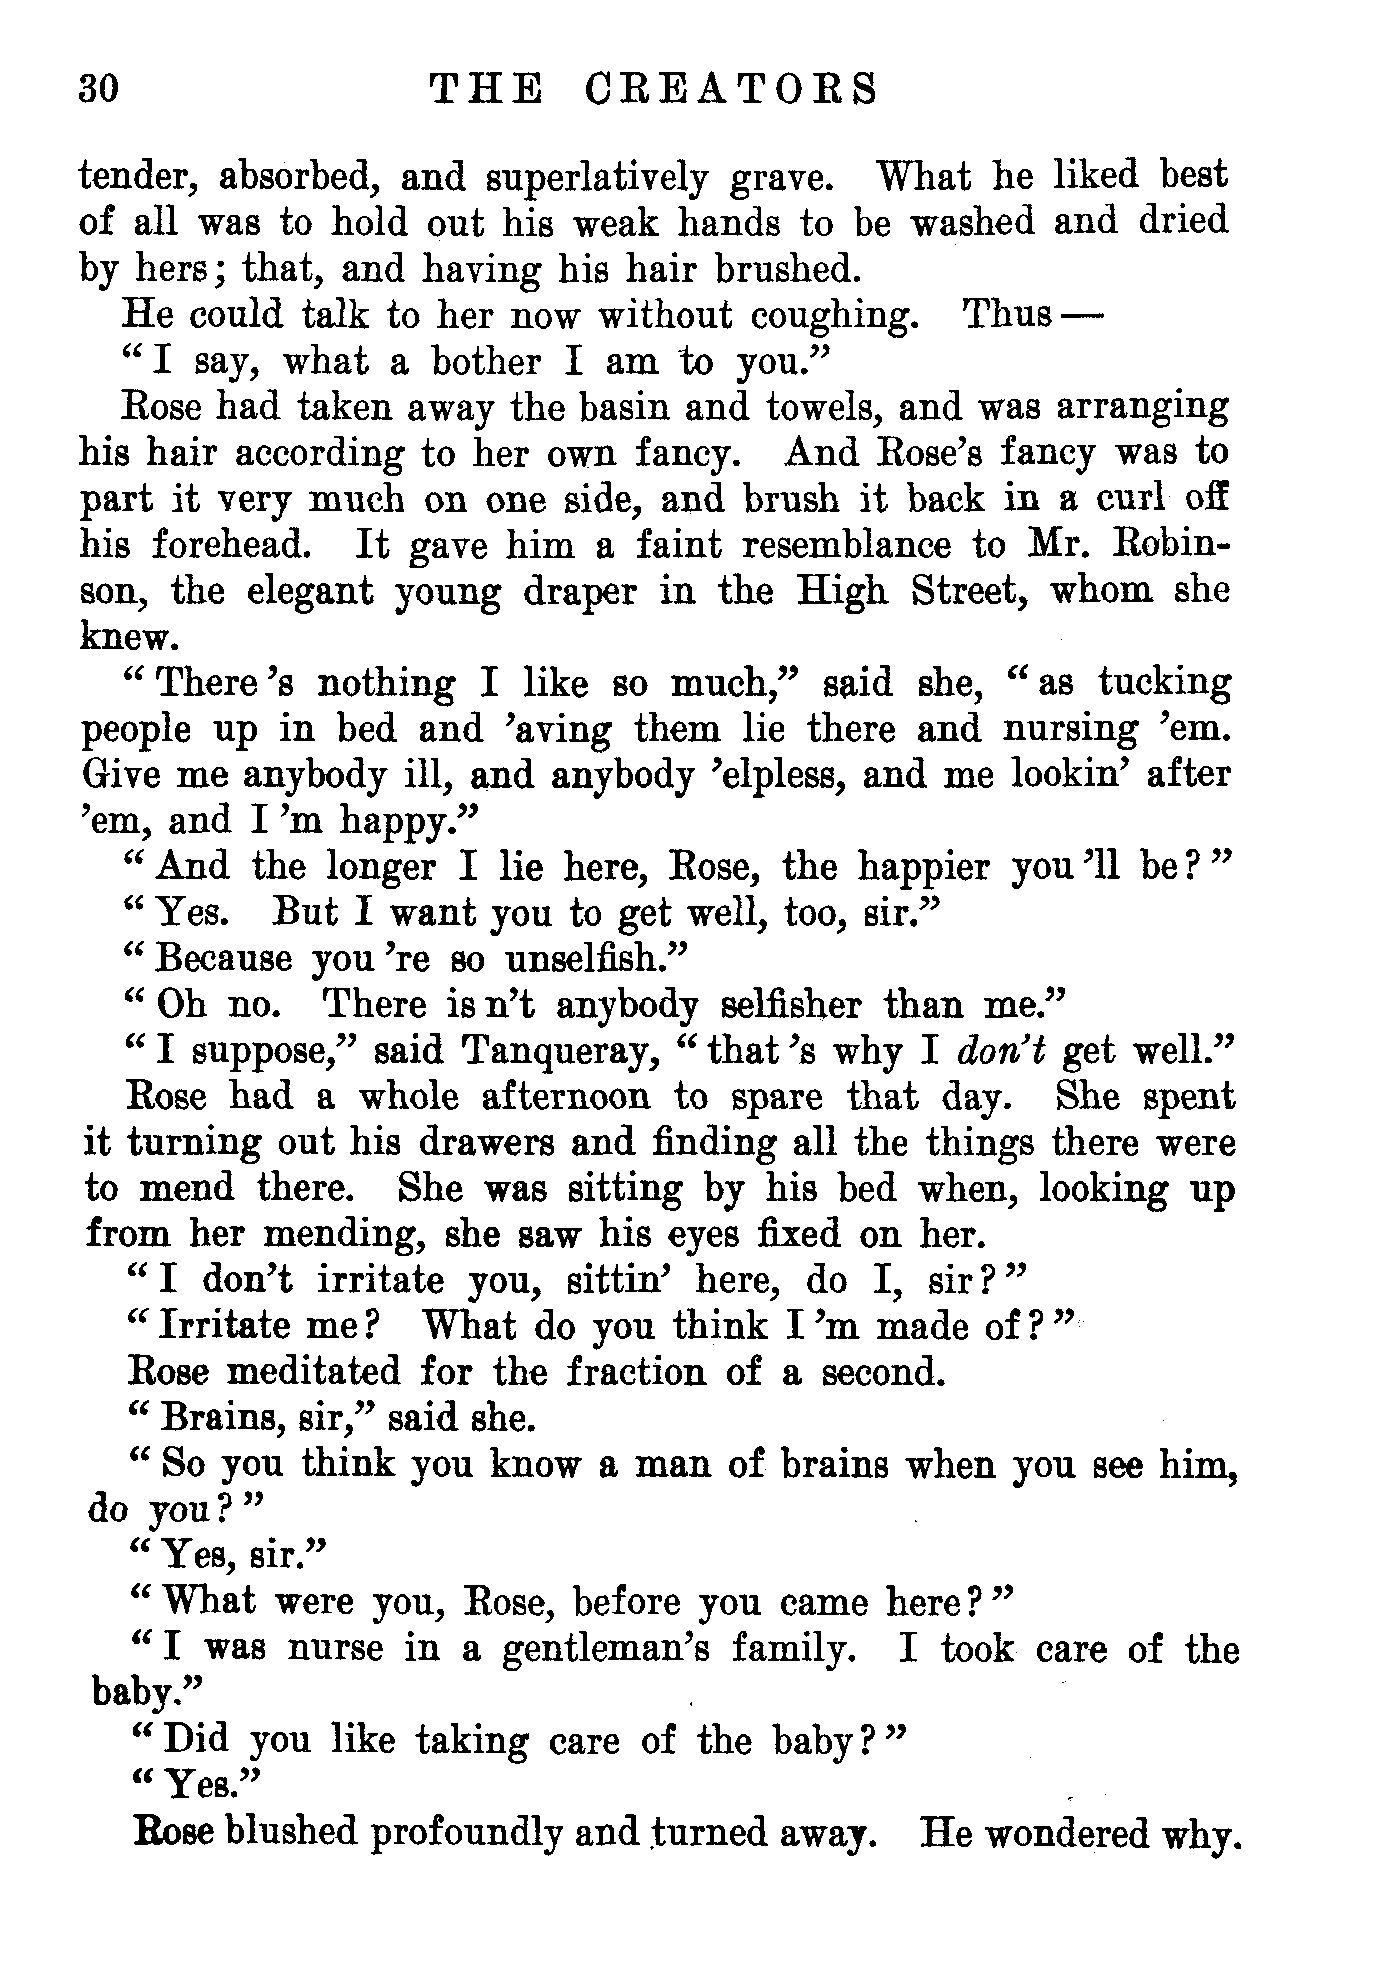 30 THE CREATORS
tender, absorbed, and superlatively grave. What he liked best
of all was to hold out his weak hands to be washed and dried
by hers; that, and having his hair brushed.
He could talk to her now without coughing. Thus —
“ I say, what a bother I am to you.”
Rose had taken away the basin and towels, and was arranging
his hair according to her own fancy. And Rose’s fancy was to
part it very much on one side, and brush it back in a curl off
his forehead. It gave him a faint resemblance to Mr. Robin-
son, the elegant young draper in the High Street, whom she
knew.
“ There ’s nothing I like so much,” said she, “ as tucking
people up in bed and ’aving them lie there and nursing ’em.
Give me anybody ill, and anybody ’elpless, and me lookin’ after
’em, and I ’m happy.”
“ And the longer I lie here, Rose, the happier you ’ll be? ”
“ Yes. But I want you to get well, too, sir.”
“ Because you ’re so unselfish.”
“ Oh no. There is n’t anybody selfisher than me.”
“ I suppose,” said Tanqueray, “ that ’s why I don’t get well.”
Rose had a whole afternoon to spare that day. She spent
it turning out his drawers and finding all the things there were
to mend there. She was sitting by his bed when, looking up
from her mending, she saw his eyes fixed on her.
“ I don’t irritate you, sittin’ here, do I, sir? ”
“ Irritate me? What do you think I ’m made of? ”
Rose meditated for the fraction of a second.
“ Brains, sir,” said she.
“ So you think you know a man of brains when you see him,
do you? ”
“ Yes, sir.”
“ What were you, Rose, before you came here? ”
“ I was nurse in a gentleman’s family. I took care of the
baby.”
“ Did you like taking care of the baby? ”
“ Yes.”
Rose blushed profoundly and turned away. He wondered why.